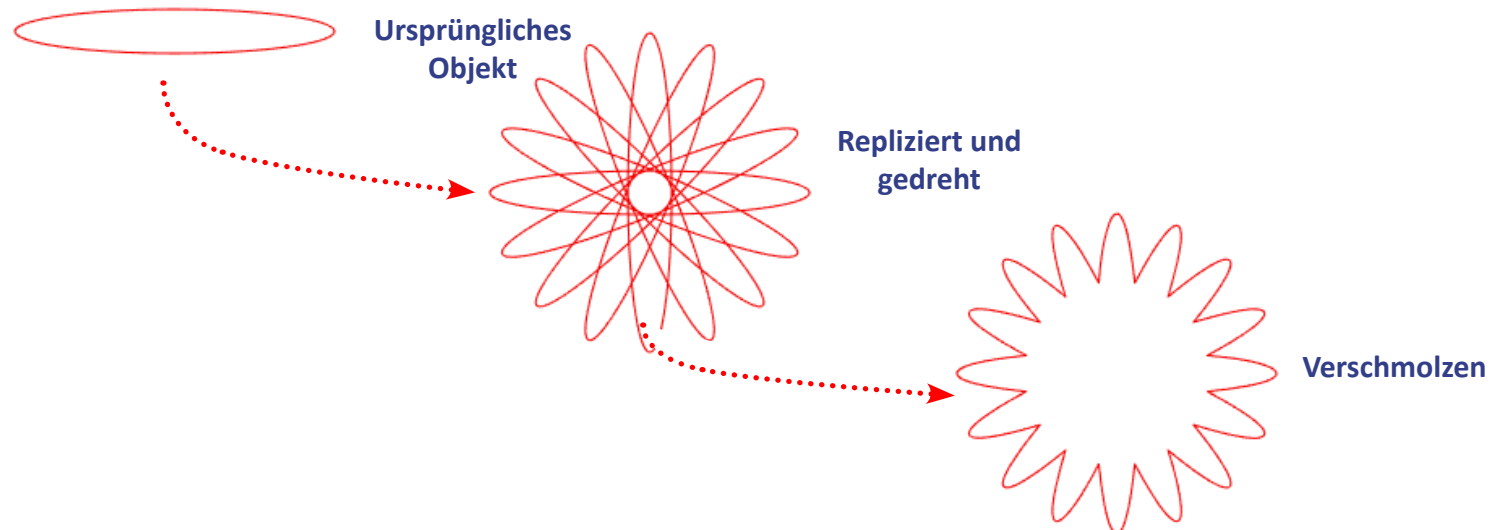 Ursprüngliches
Objekt
Repliziert und
gedreht
Verschmolzen